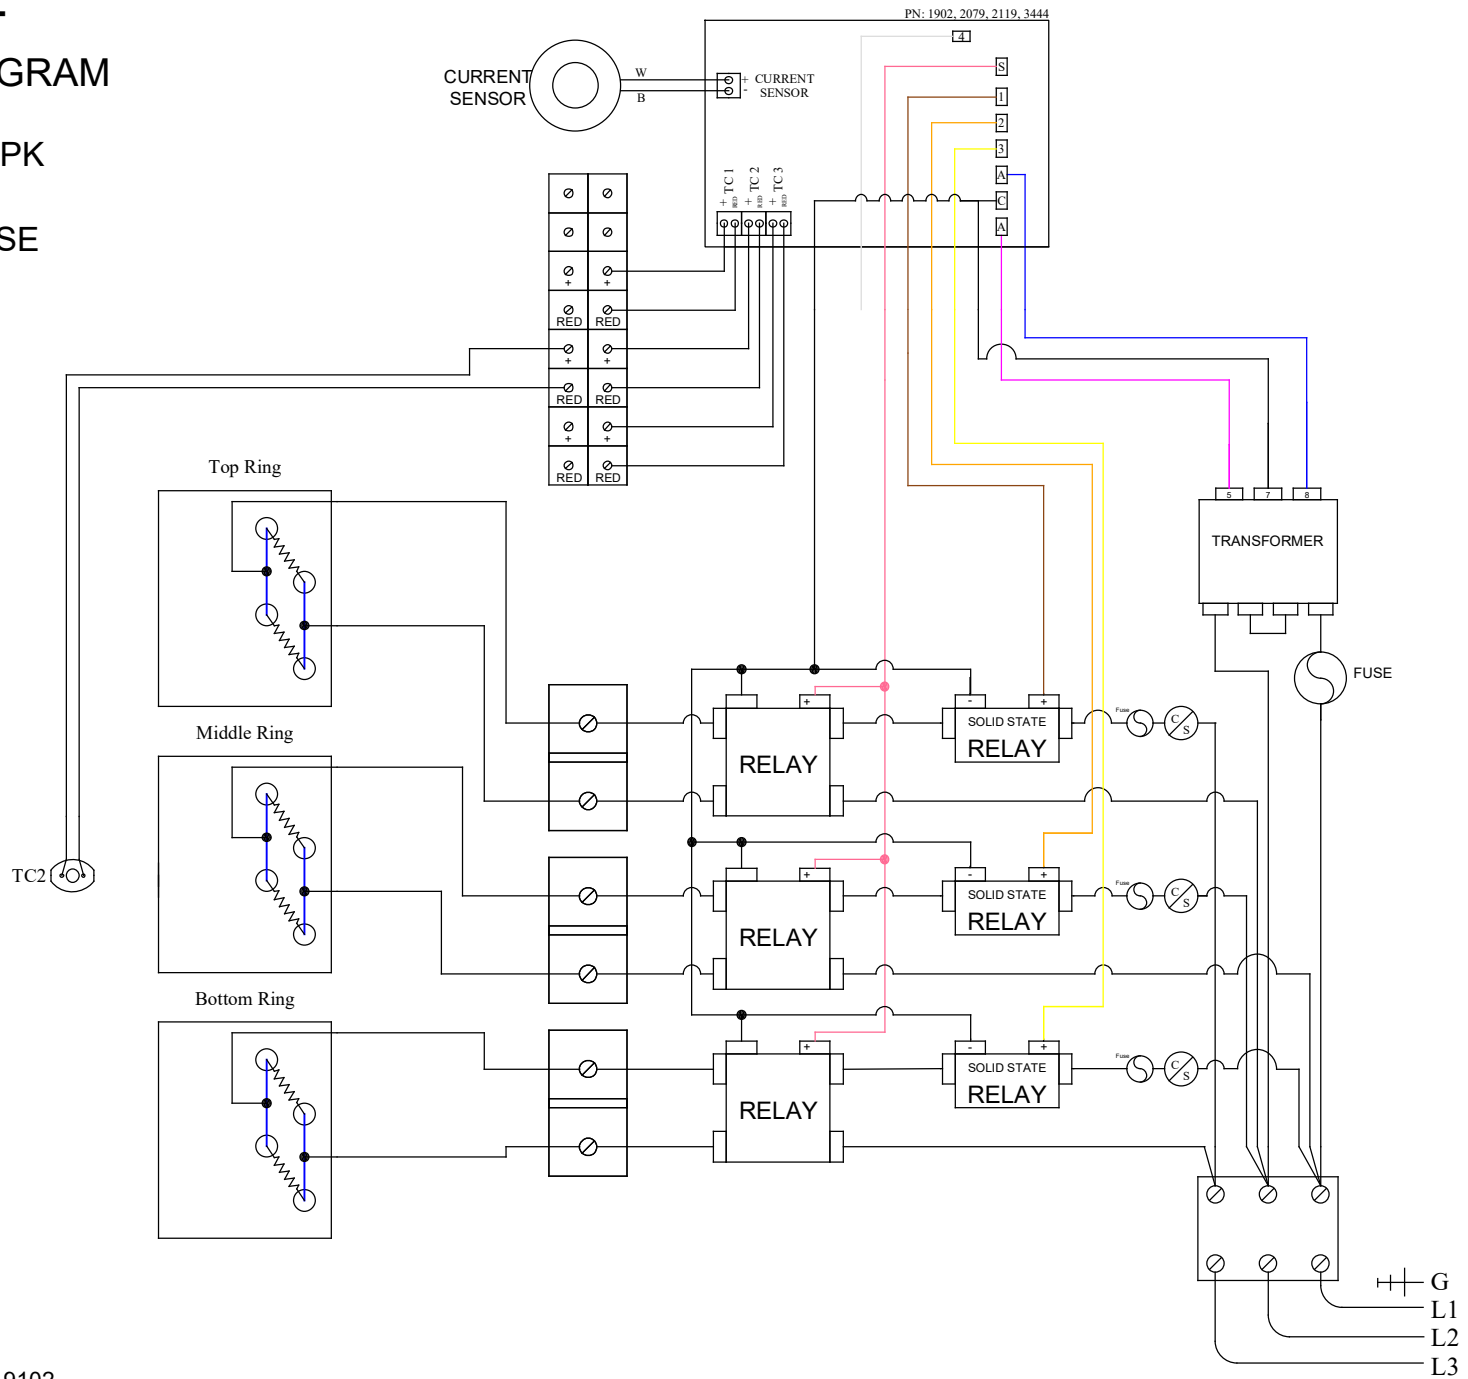 GRAM
PK
SE
PN: 1902, 2079, 2119, 3444
4
CURRENT
SENSOR
W
B
+ CURRENT
- SENSOR
S
1
2
3
A
C
A
+ TC 1 RED
+ TC 2 RED
+ TC 3 RED
+ +
RED RED
+ +
RED RED
+ +
RED RED
Top Ring
5 7 8
TRANSFORMER
FUSE
Middle Ring
+ - +
SOLID STATE
RELAY
RELAY
Fuse
C/S
TC2
+ - +
SOLID STATE
RELAY
RELAY
Fuse
C/S
Bottom Ring
+ - +
SOLID STATE
RELAY
RELAY
Fuse
C/S
G
L1
L2
L3